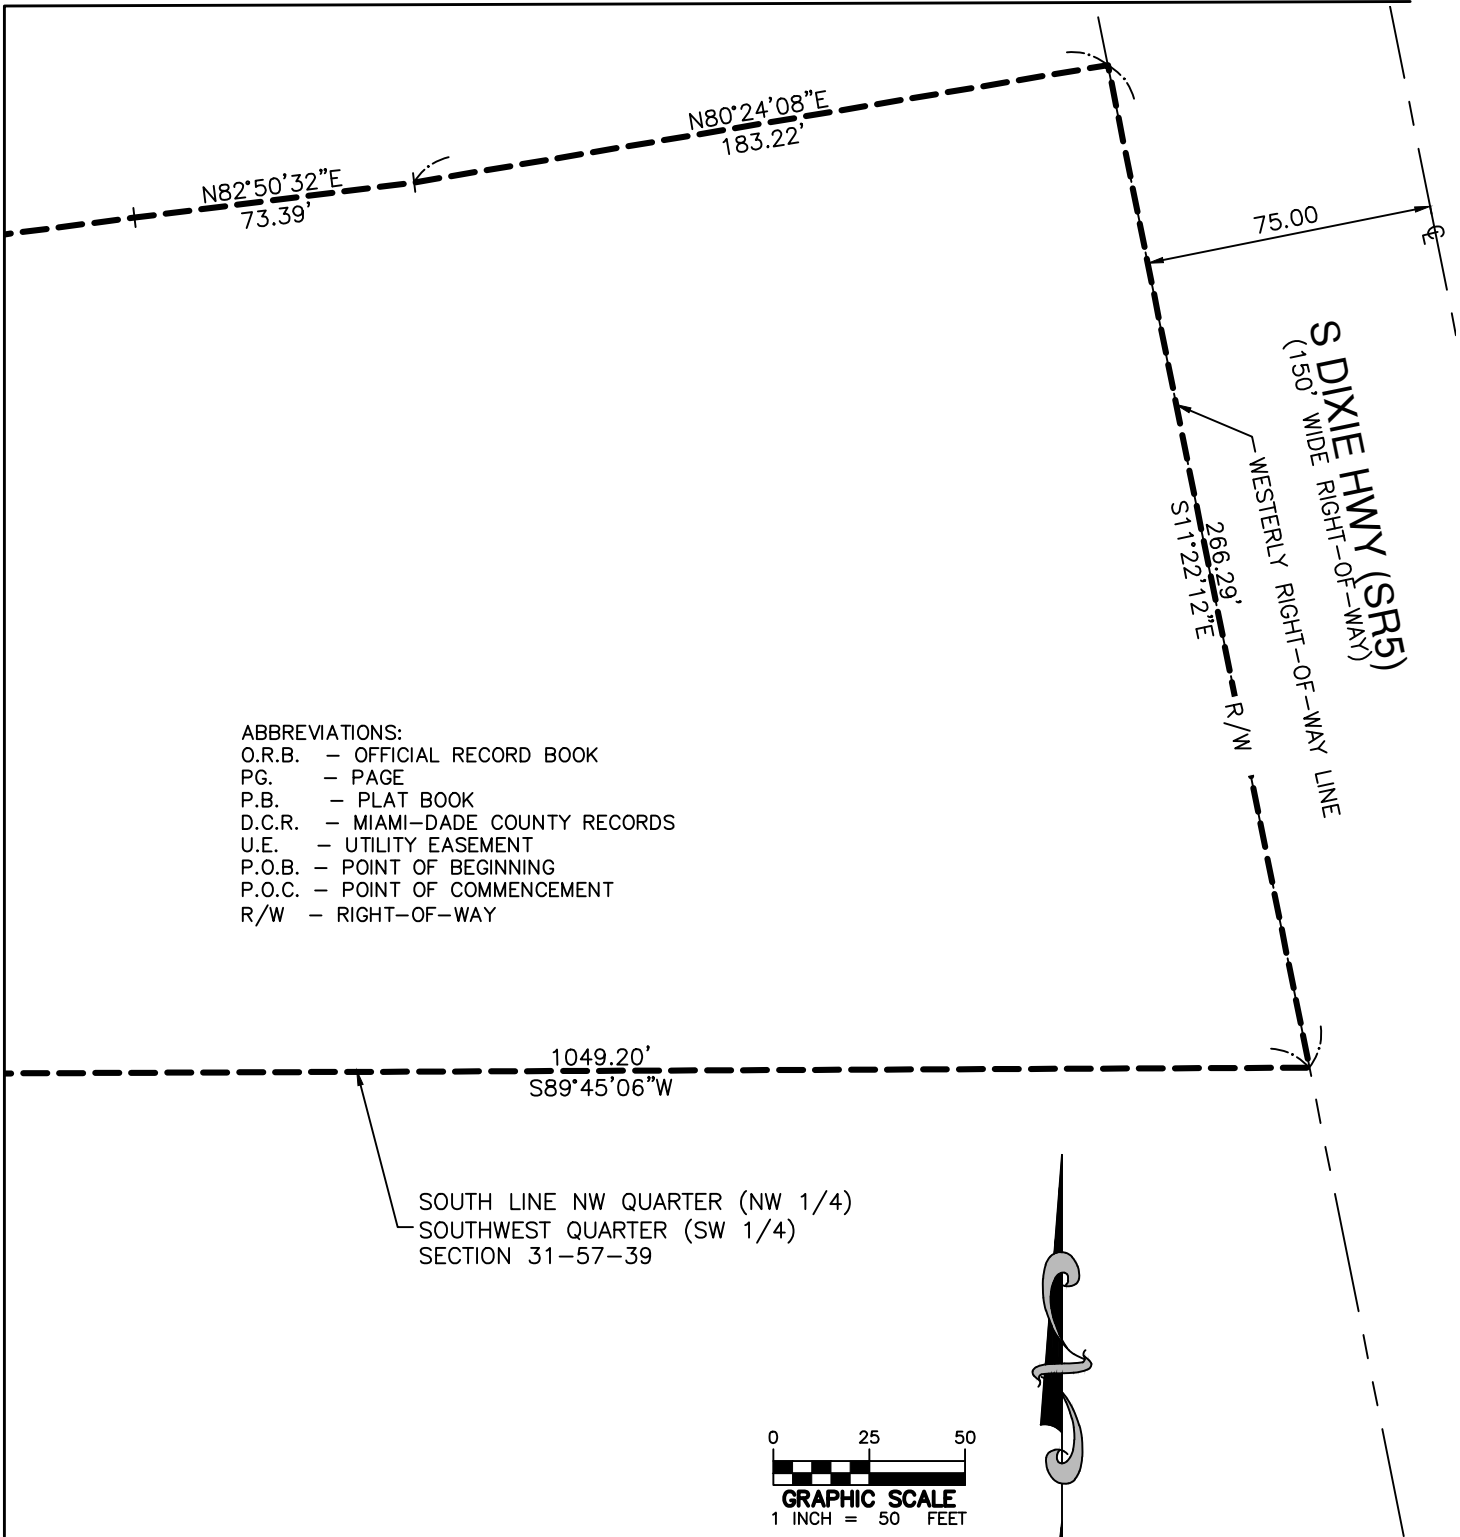 N80°24'08"E
183.22'
N82°50'32"E
73.39'
75.00
℄
S DIXIE HWY (SR5)
(150' WIDE RIGHT-OF-WAY)
WESTERLY RIGHT-OF-WAY LINE
266.29'
S11°22'12"E
R/W
ABBREVIATIONS:
O.R.B. – OFFICIAL RECORD BOOK
PG. – PAGE
P.B. – PLAT BOOK
D.C.R. – MIAMI-DADE COUNTY RECORDS
U.E. – UTILITY EASEMENT
P.O.B. – POINT OF BEGINNING
P.O.C. – POINT OF COMMENCEMENT
R/W – RIGHT-OF-WAY
1049.20'
S89°45'06"W
SOUTH LINE NW QUARTER (NW 1/4)
SOUTHWEST QUARTER (SW 1/4)
SECTION 31-57-39
0 25 50
GRAPHIC SCALE
1 INCH = 50 FEET